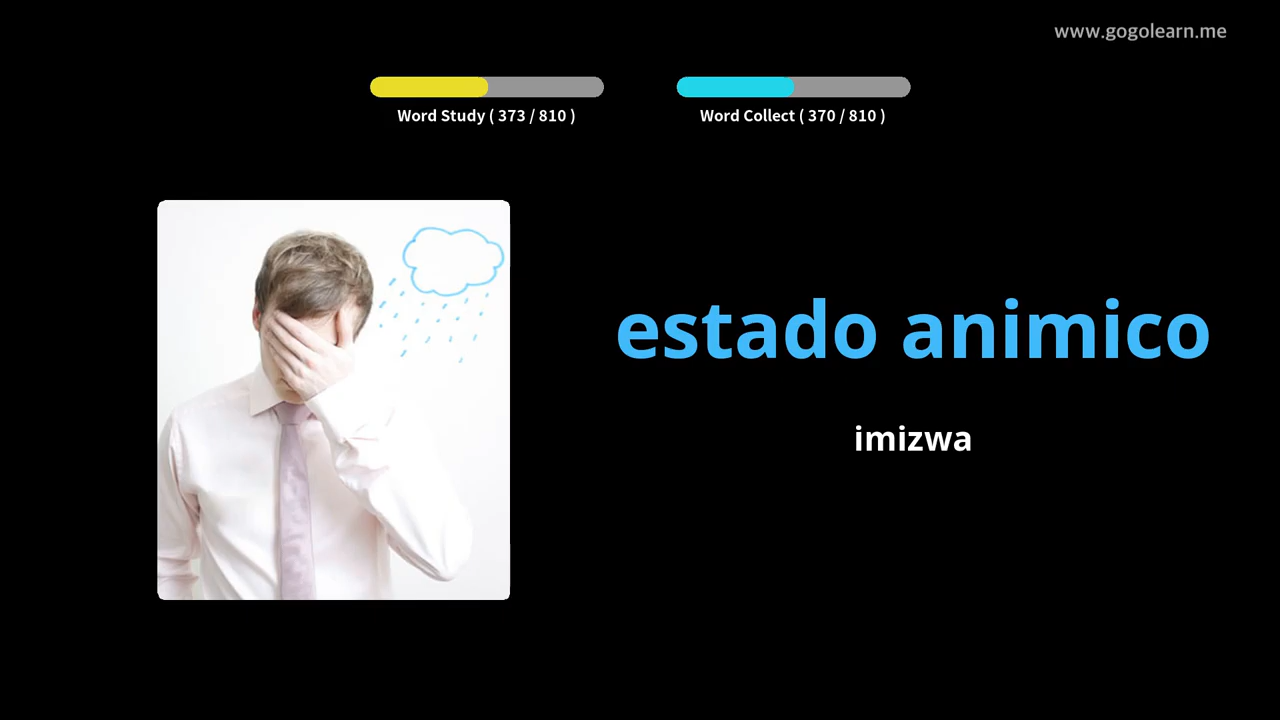 www.gogolearn.me
Word Study ( 373 / 810 )
Word Collect ( 370 / 810 )
estado animico
imizwa